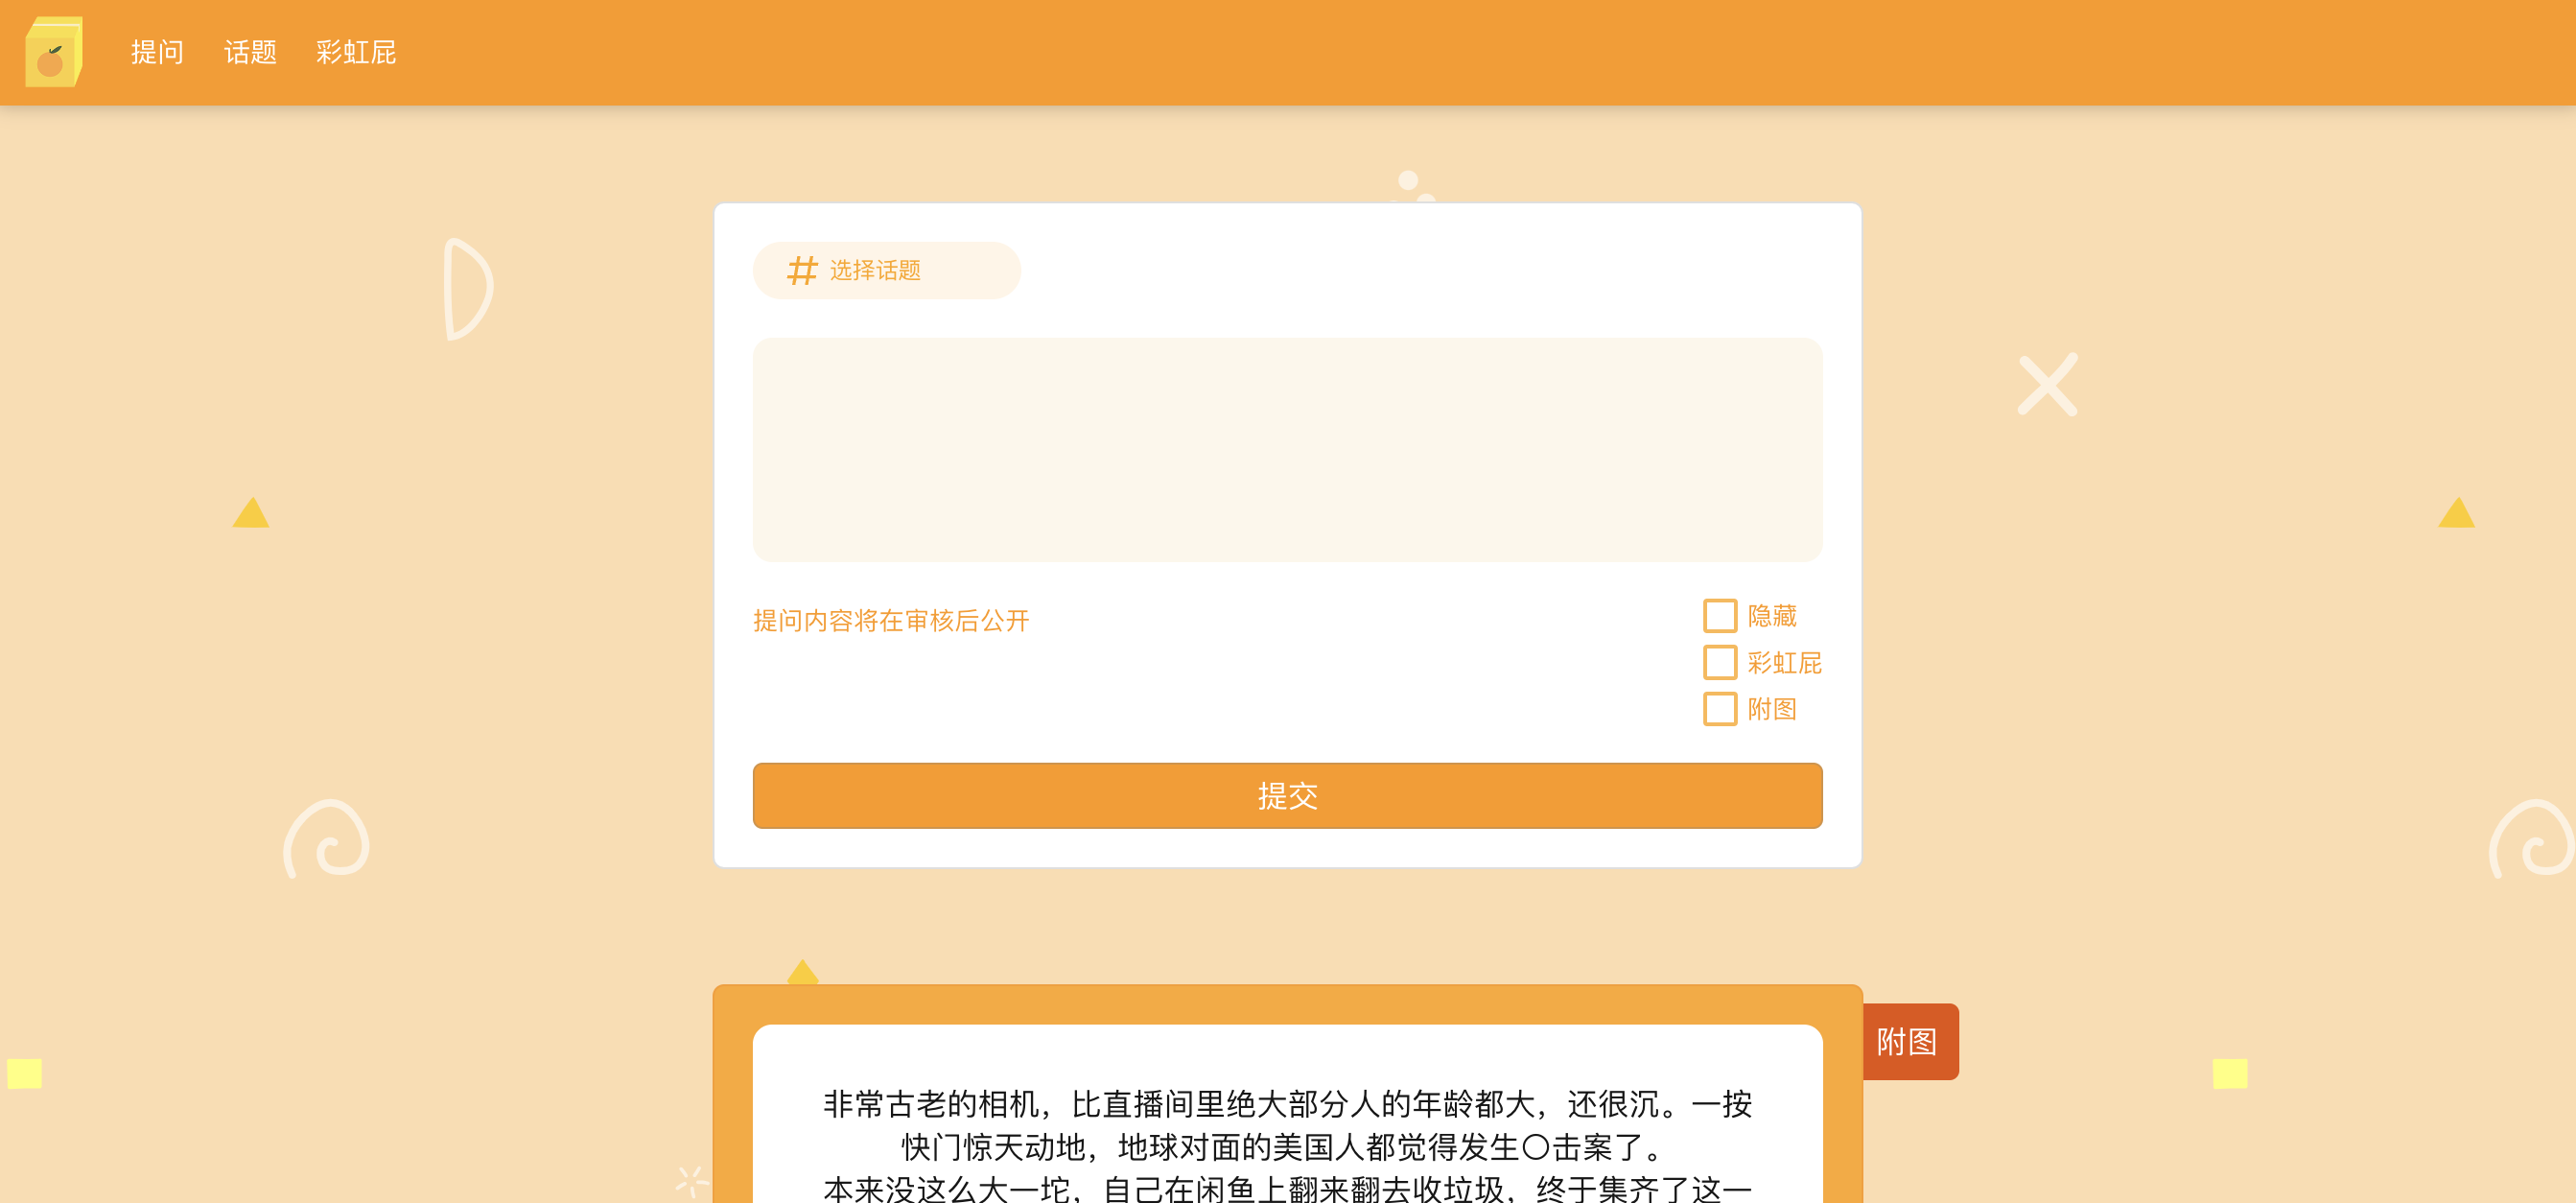 提问 话题 彩虹屁
# 选择话题
提问内容将在审核后公开
隐藏
彩虹屁
附图
提交
附图
非常古老的相机，比直播间里绝大部分人的年龄都大，还很沉。一按
快门惊天动地，地球对面的美国人都觉得发生〇击案了。
本来没这么大一坨，自己在闲鱼上翻来翻去收垃圾，终于集齐了这一